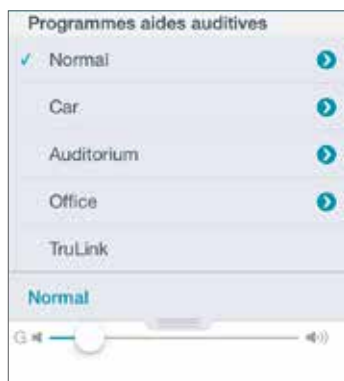 Programmes aides auditives
✓ Normal
Car
Auditorium
Office
TruLink
Normal
G